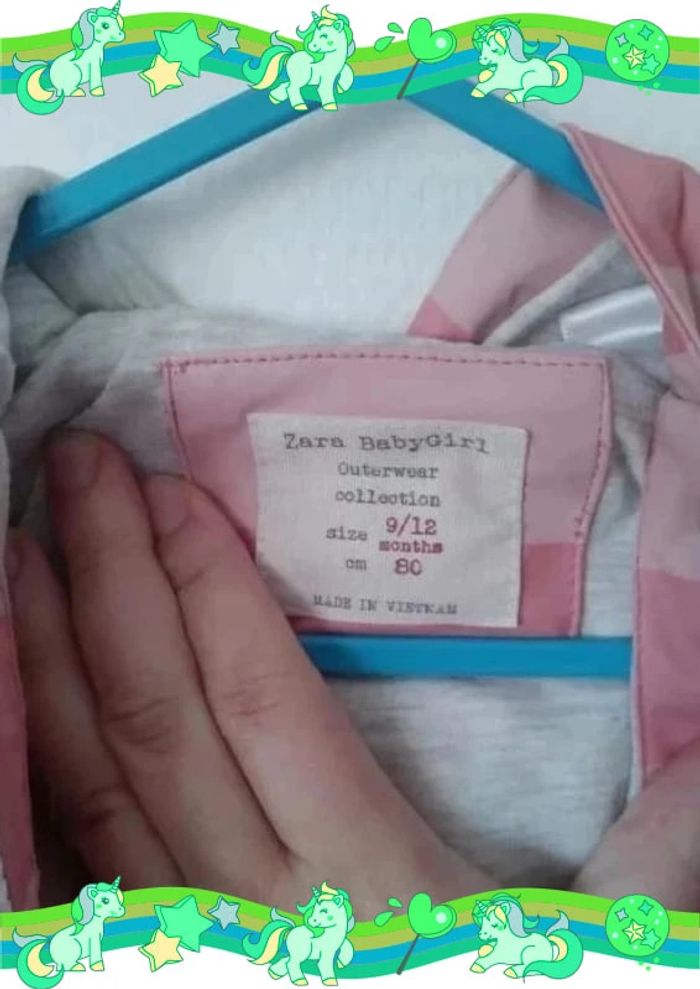 Zara BabyGirl
Outerwear
collection
size 9/12
months
cm 80
MADE IN VIETNAM